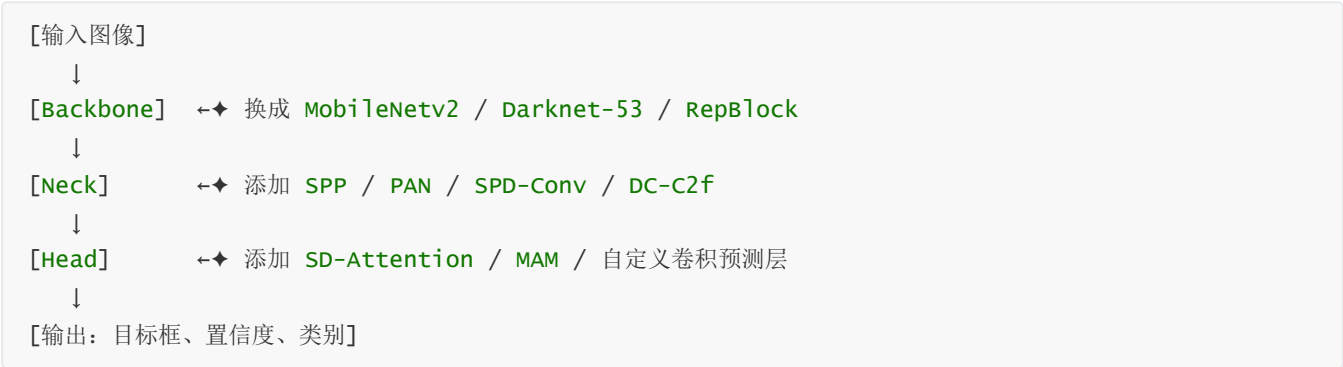 [输入图像]
↓
[Backbone] ←✦ 换成 MobileNetv2 / Darknet-53 / RepBlock
↓
[Neck] ←✦ 添加 SPP / PAN / SPD-Conv / DC-C2f
↓
[Head] ←✦ 添加 SD-Attention / MAM / 自定义卷积预测层
↓
[输出：目标框、置信度、类别]